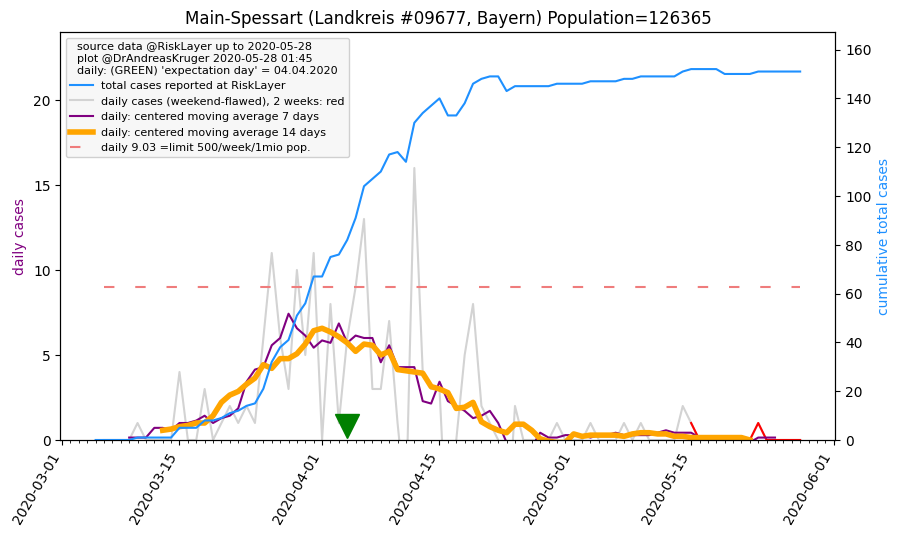 Main-Spessart (Landkreis #09677, Bayern) Population=126365
source data @RiskLayer up to 2020-05-28
plot @DrAndreasKruger 2020-05-28 01:45
daily: (GREEN) 'expectation day' = 04.04.2020
total cases reported at RiskLayer
daily cases (weekend-flawed), 2 weeks: red
daily: centered moving average 7 days
daily: centered moving average 14 days
daily 9.03 =limit 500/week/1mio pop.
daily cases
20
15
10
5
0
160
140
120
100
80
60
40
20
0
cumulative total cases
2020-03-01
2020-03-15
2020-04-01
2020-04-15
2020-05-01
2020-05-15
2020-06-01